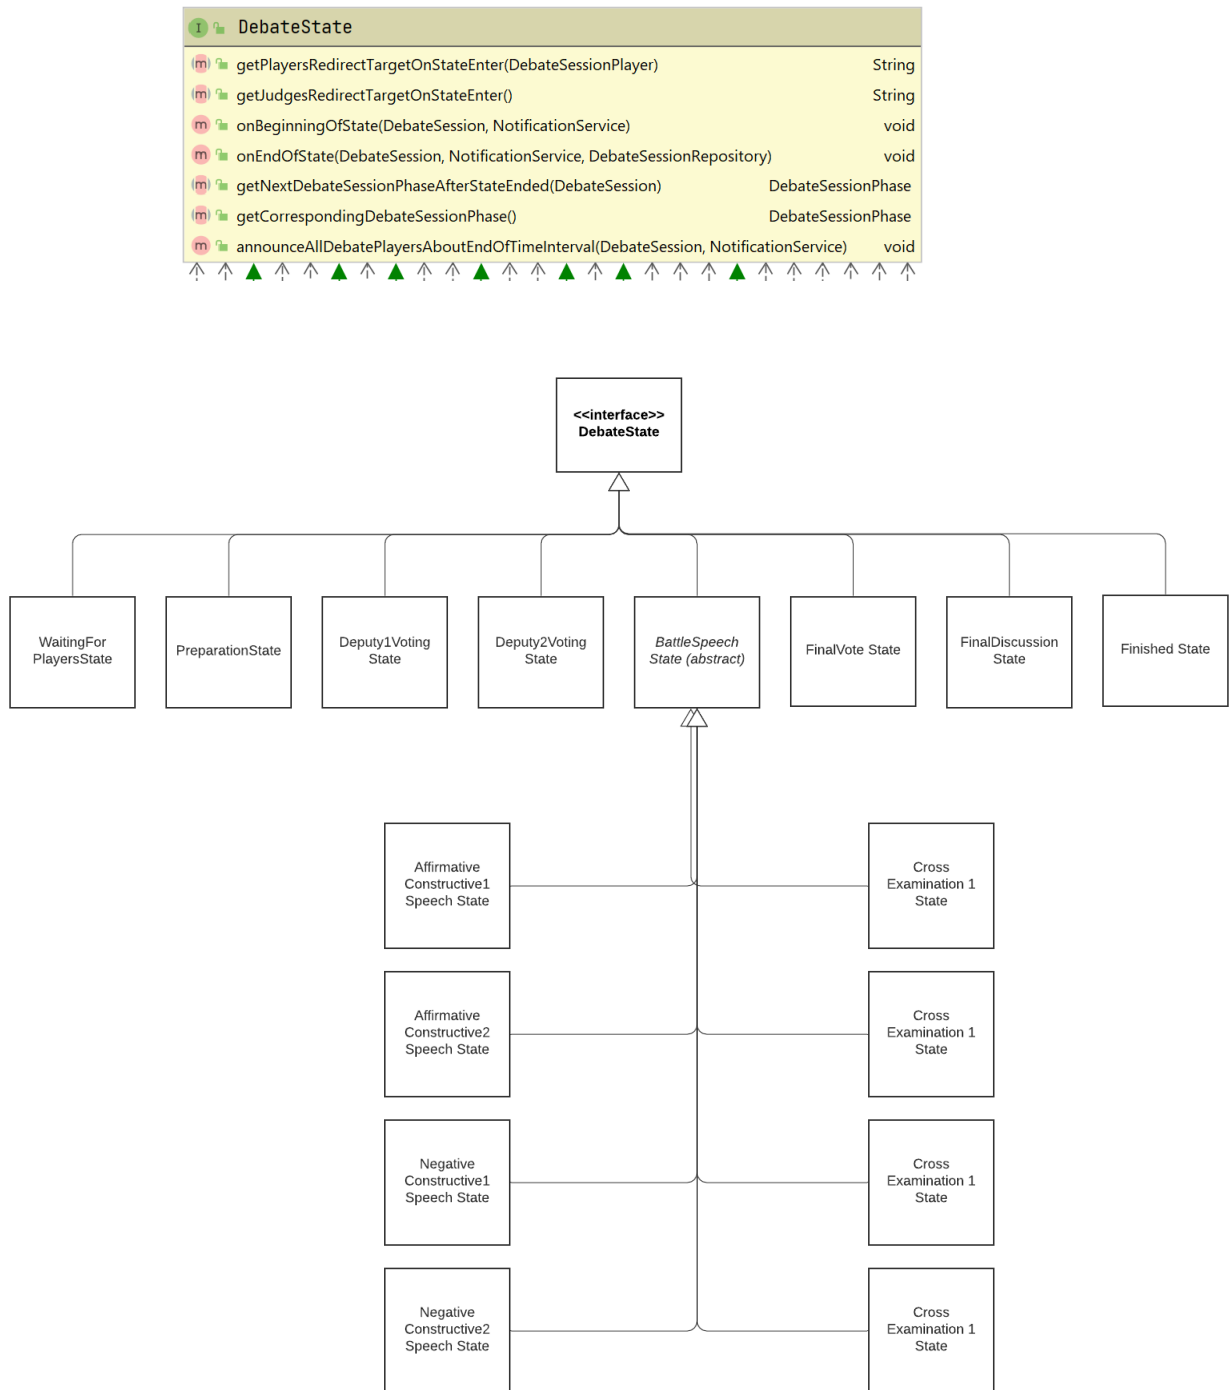 I DebateState
m getPlayersRedirectTargetOnStateEnter(DebateSessionPlayer) String
m getJudgesRedirectTargetOnStateEnter() String
m onBeginningOfState(DebateSession, NotificationService) void
m onEndOfState(DebateSession, NotificationService, DebateSessionRepository) void
m getNextDebateSessionPhaseAfterStateEnded(DebateSession) DebateSessionPhase
m getCorrespondingDebateSessionPhase() DebateSessionPhase
m announceAllDebatePlayersAboutEndOfTimeInterval(DebateSession, NotificationService) void
<<interface>>
DebateState
WaitingFor
PlayersState
PreparationState
Deputy1Voting
State
Deputy2Voting
State
BattleSpeech
State (abstract)
FinalVote State
FinalDiscussion
State
Finished State
Affirmative
Constructive1
Speech State
Cross
Examination 1
State
Affirmative
Constructive2
Speech State
Cross
Examination 1
State
Negative
Constructive1
Speech State
Cross
Examination 1
State
Negative
Constructive2
Speech State
Cross
Examination 1
State